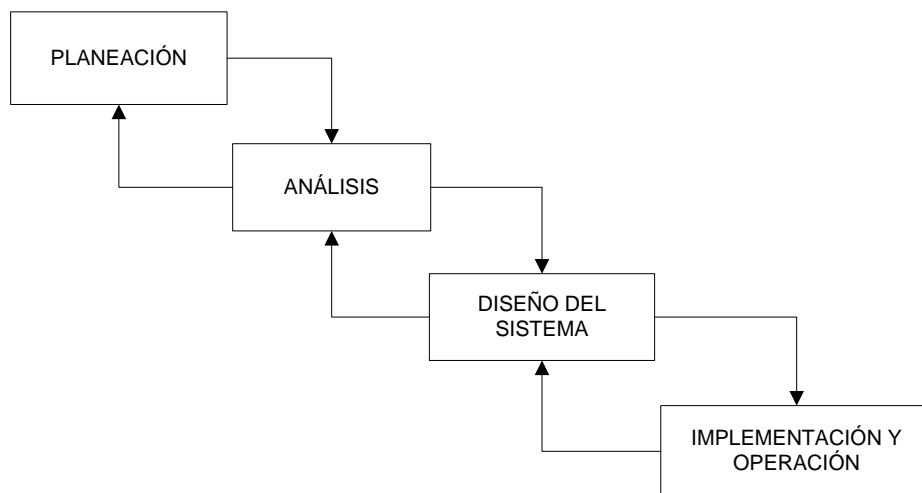 PLANEACIÓN
ANÁLISIS
DISEÑO DEL
SISTEMA
IMPLEMENTACIÓN Y
OPERACIÓN